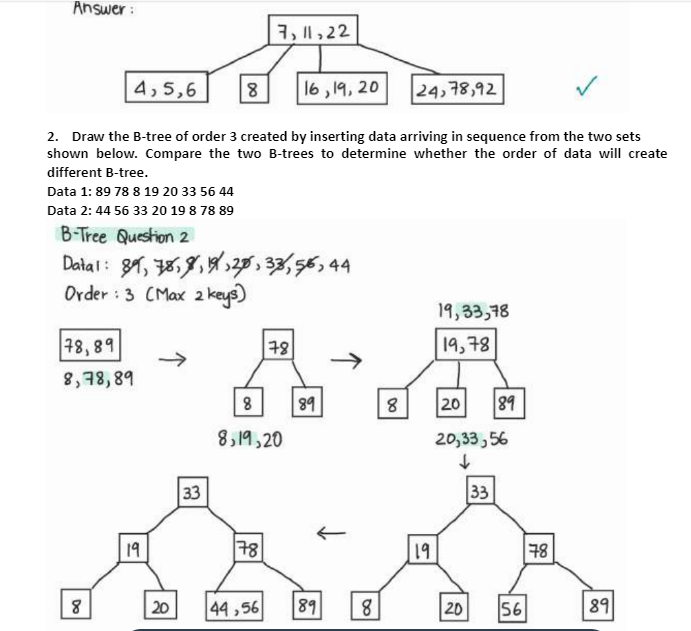 Answer :
7, 11, 22
4, 5, 6
8
16, 19, 20
24, 78, 92
2. Draw the B-tree of order 3 created by inserting data arriving in sequence from the two sets
shown below. Compare the two B-trees to determine whether the order of data will create
different B-tree.
Data 1: 89 78 8 19 20 33 56 44
Data 2: 44 56 33 20 19 8 78 89
B-Tree Question 2
Data1 : 89, 78, 8, 19, 20, 33, 56, 44
Order : 3 (Max 2 keys)
19, 33, 78
78, 89
→
78
→
19, 78
8, 78, 89
8
89
8
20
89
8, 19, 20
20, 33, 56
↓
33
33
←
19
78
19
78
8
20
44, 56
89
8
20
56
89